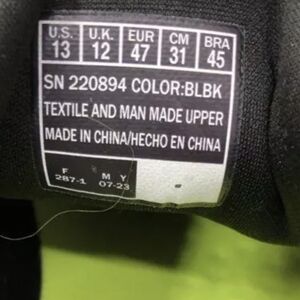 U.S. U.K. EUR CM BRA
13 12 47 31 45
SN 220894 COLOR:BLBK
TEXTILE AND MAN MADE UPPER
MADE IN CHINA/HECHO EN CHINA
F M Y
287-1 07-23